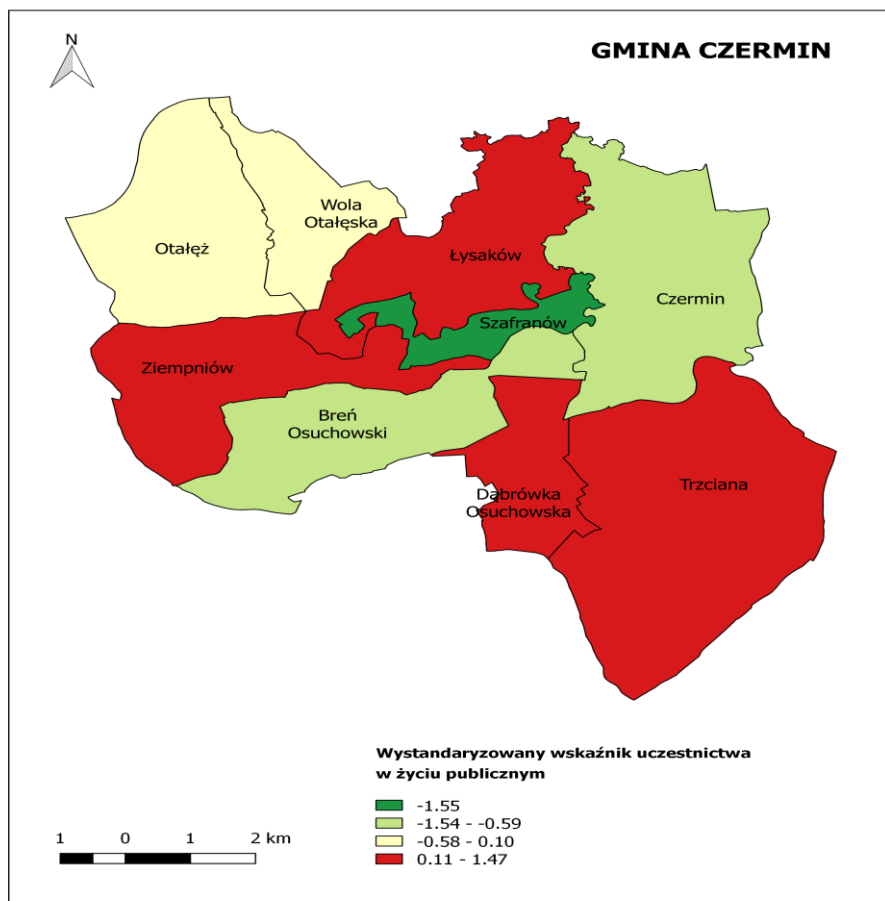 GMINA CZERMIN
N
Wola
Otałęska
Otałęż
Łysaków
Czermin
Szafranów
Ziempniów
Breń
Osuchowski
Dąbrówka
Osuchowska
Trzciana
Wystandaryzowany wskaźnik uczestnictwa
w życiu publicznym
-1.55
-1.54 - -0.59
-0.58 - 0.10
0.11 - 1.47
1 0 1 2 km